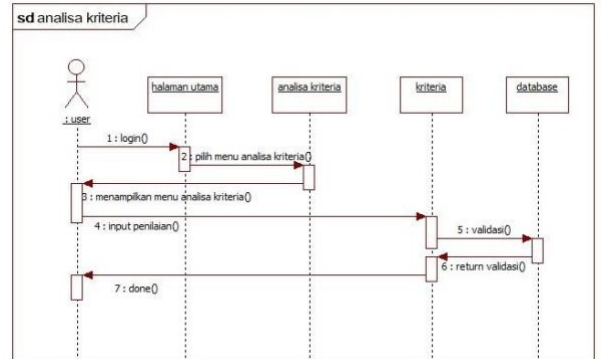 sd analisa kriteria
halaman utama
analisa kriteria
kriteria
database
: user
1 : login()
2 : pilih menu analisa kriteria()
3 : menampilkan menu analisa kriteria()
4 : input penilaian()
5 : validasi()
6 : return validasi()
7 : done()